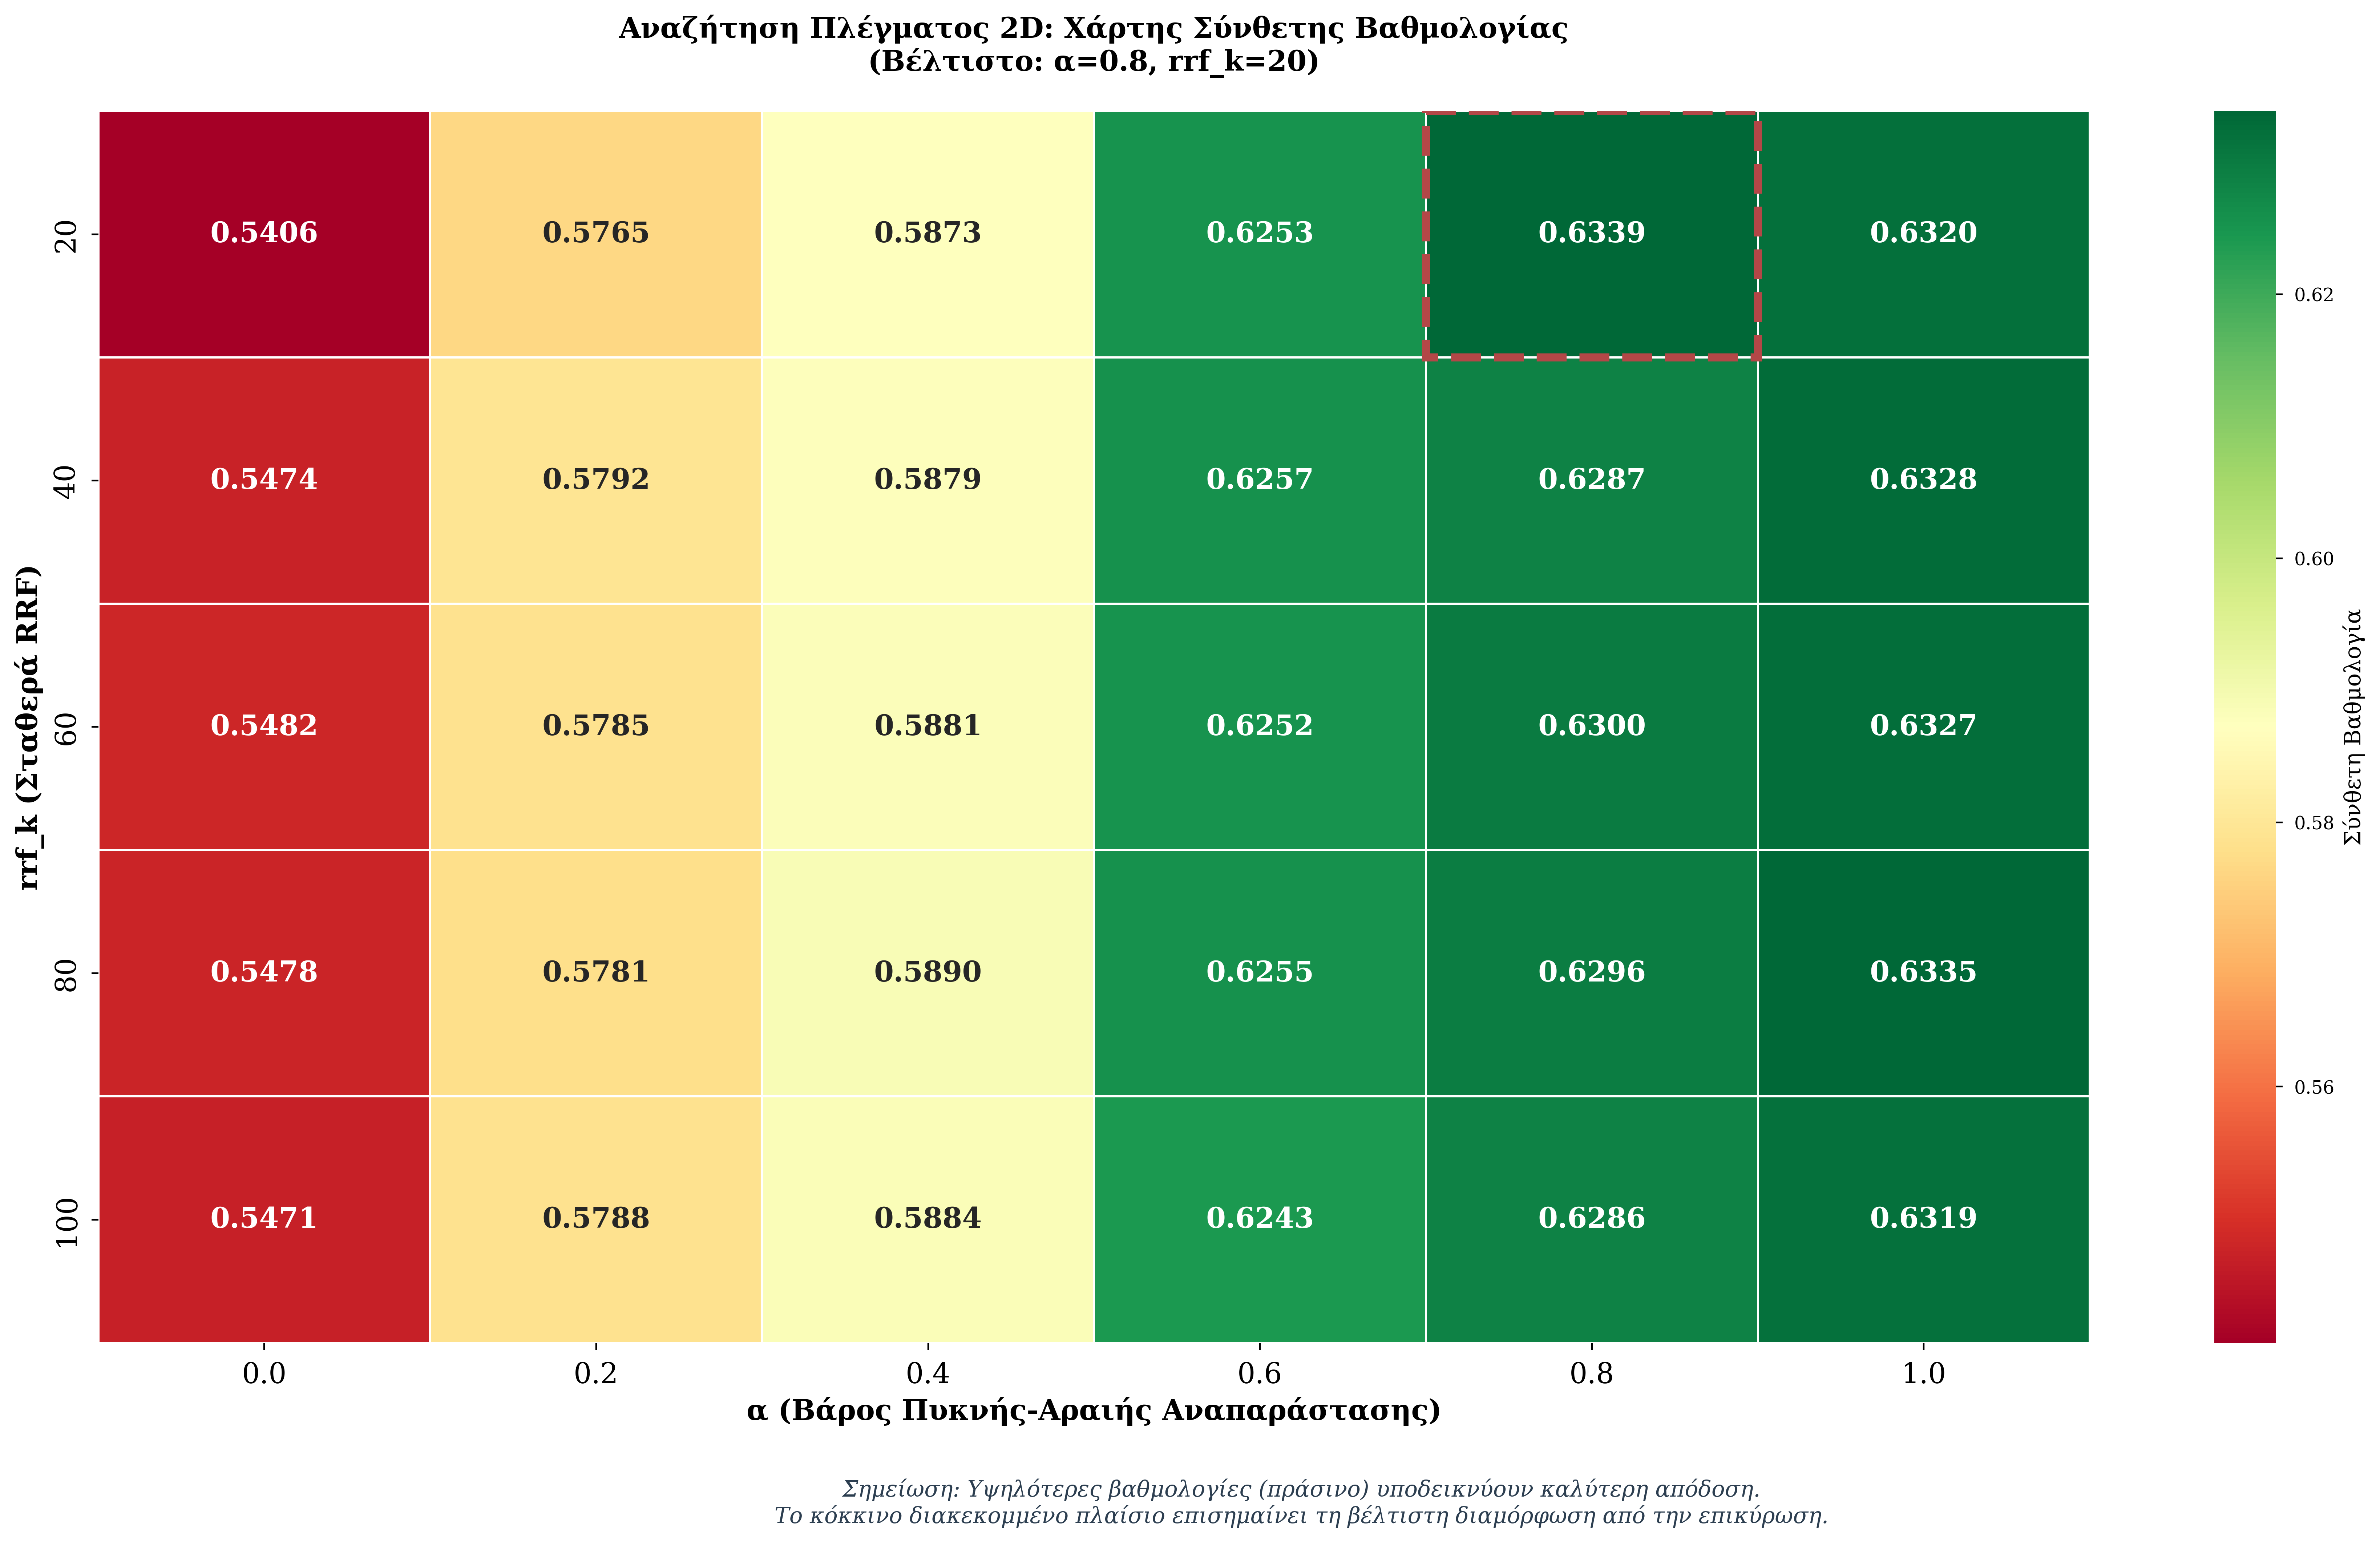 Αναζήτηση Πλέγματος 2D: Χάρτης Σύνθετης Βαθμολογίας
(Βέλτιστο: α=0.8, rrf_k=20)
rrf_k (Σταθερά RRF)
20 0.5406 0.5765 0.5873 0.6253 0.6339 0.6320
40 0.5474 0.5792 0.5879 0.6257 0.6287 0.6328
60 0.5482 0.5785 0.5881 0.6252 0.6300 0.6327
80 0.5478 0.5781 0.5890 0.6255 0.6296 0.6335
100 0.5471 0.5788 0.5884 0.6243 0.6286 0.6319
0.0 0.2 0.4 0.6 0.8 1.0
α (Βάρος Πυκνής-Αραιής Αναπαράστασης)
0.62
0.60
0.58
0.56
Σύνθετη Βαθμολογία
Σημείωση: Υψηλότερες βαθμολογίες (πράσινο) υποδεικνύουν καλύτερη απόδοση.
Το κόκκινο διακεκομμένο πλαίσιο επισημαίνει τη βέλτιστη διαμόρφωση από την επικύρωση.